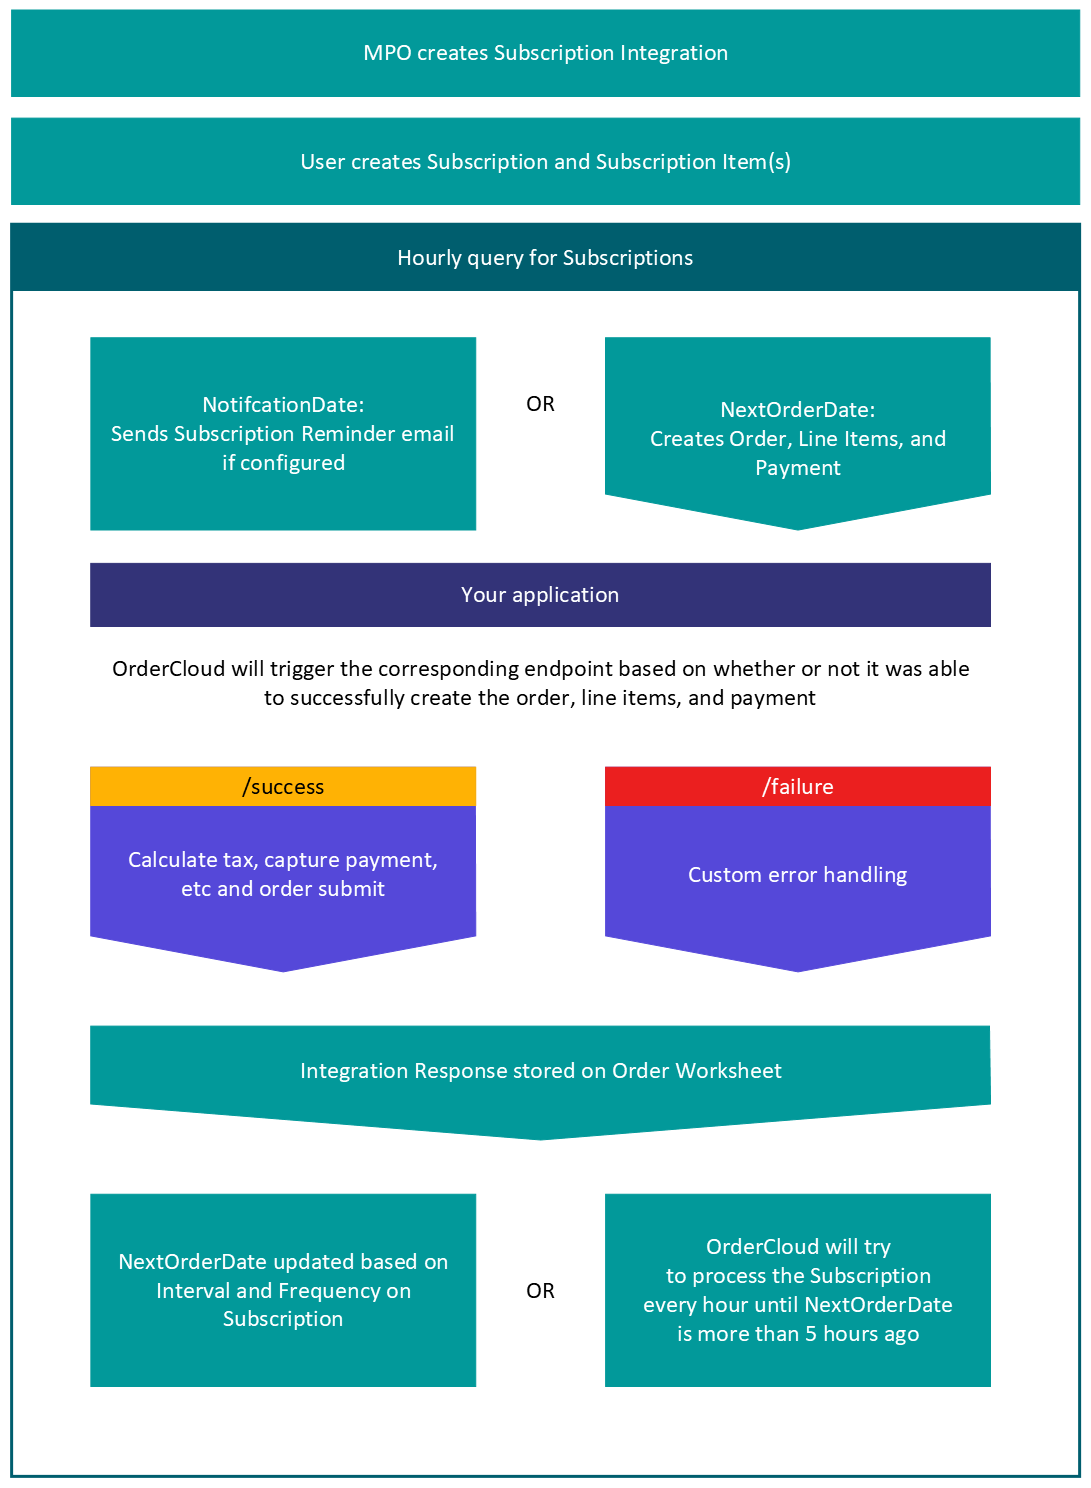 MPO creates Subscription Integration
User creates Subscription and Subscription Item(s)
Hourly query for Subscriptions
NotifcationDate:
Sends Subscription Reminder email
if configured
OR
NextOrderDate:
Creates Order, Line Items, and
Payment
Your application
OrderCloud will trigger the corresponding endpoint based on whether or not it was able
to successfully create the order, line items, and payment
/success
Calculate tax, capture payment,
etc and order submit
/failure
Custom error handling
Integration Response stored on Order Worksheet
NextOrderDate updated based on
Interval and Frequency on
Subscription
OR
OrderCloud will try
to process the Subscription
every hour until NextOrderDate
is more than 5 hours ago